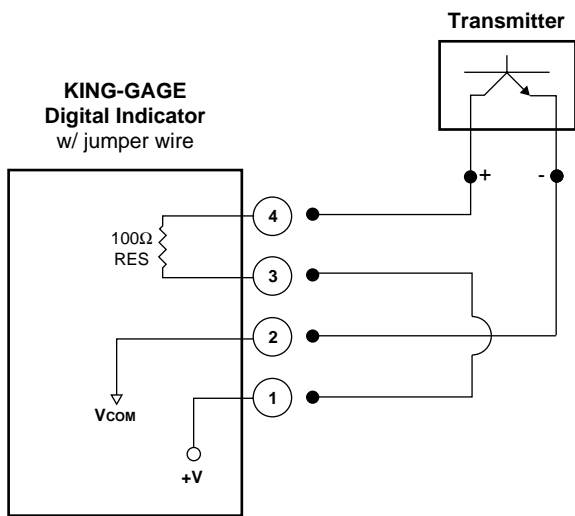 Transmitter
KING-GAGE
Digital Indicator
w/ jumper wire
+
-
4
100Ω
RES
3
2
1
VCOM
+V